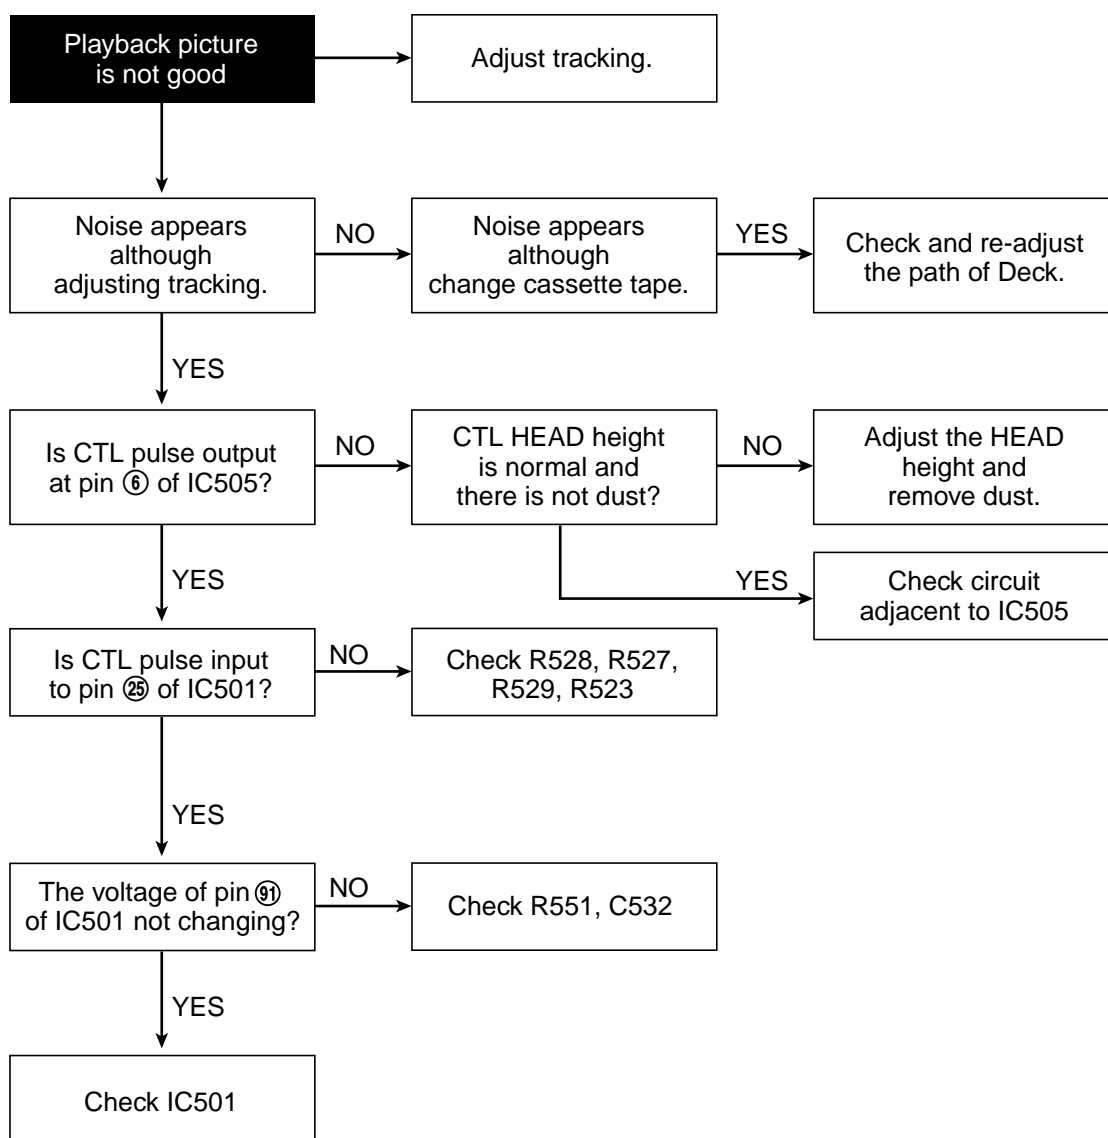 Playback picture
is not good
Adjust tracking.
Noise appears
although
adjusting tracking.
NO
Noise appears
although
change cassette tape.
YES
Check and re-adjust
the path of Deck.
YES
Is CTL pulse output
at pin ⑥ of IC505?
NO
CTL HEAD height
is normal and
there is not dust?
NO
Adjust the HEAD
height and
remove dust.
YES
YES
Check circuit
adjacent to IC505
Is CTL pulse input
to pin ㉕ of IC501?
NO
Check R528, R527,
R529, R523
YES
The voltage of pin 91
of IC501 not changing?
NO
Check R551, C532
YES
Check IC501